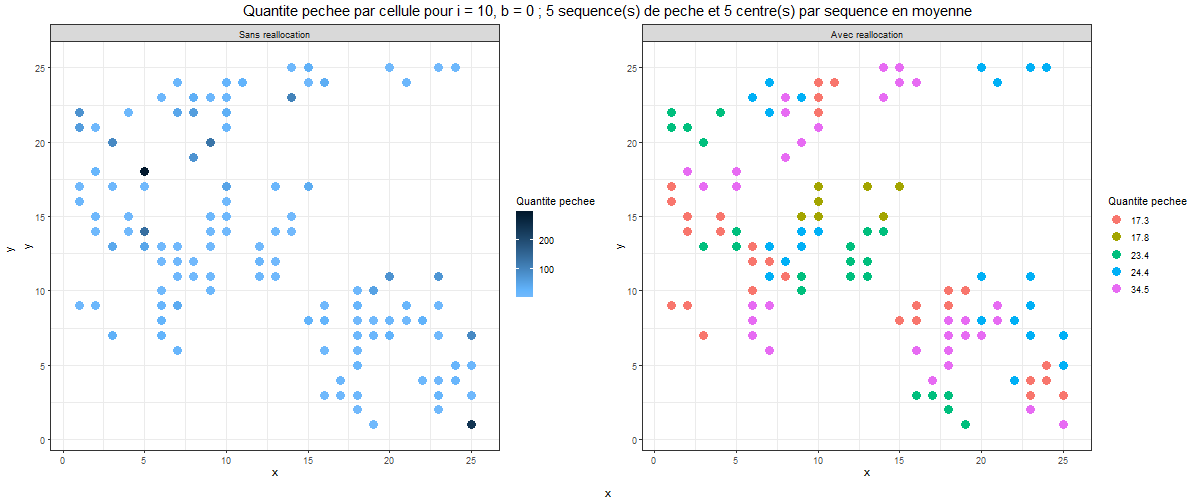 Quantite pechee par cellule pour i = 10, b = 0 ; 5 sequence(s) de peche et 5 centre(s) par sequence en moyenne
Sans reallocation
25
20
15
10
5
0
y
y
0 5 10 15 20 25
x
Quantite pechee
200
100
Avec reallocation
25
20
15
10
5
0
y
0 5 10 15 20 25
x
Quantite pechee
17.3
17.8
23.4
24.4
34.5
x